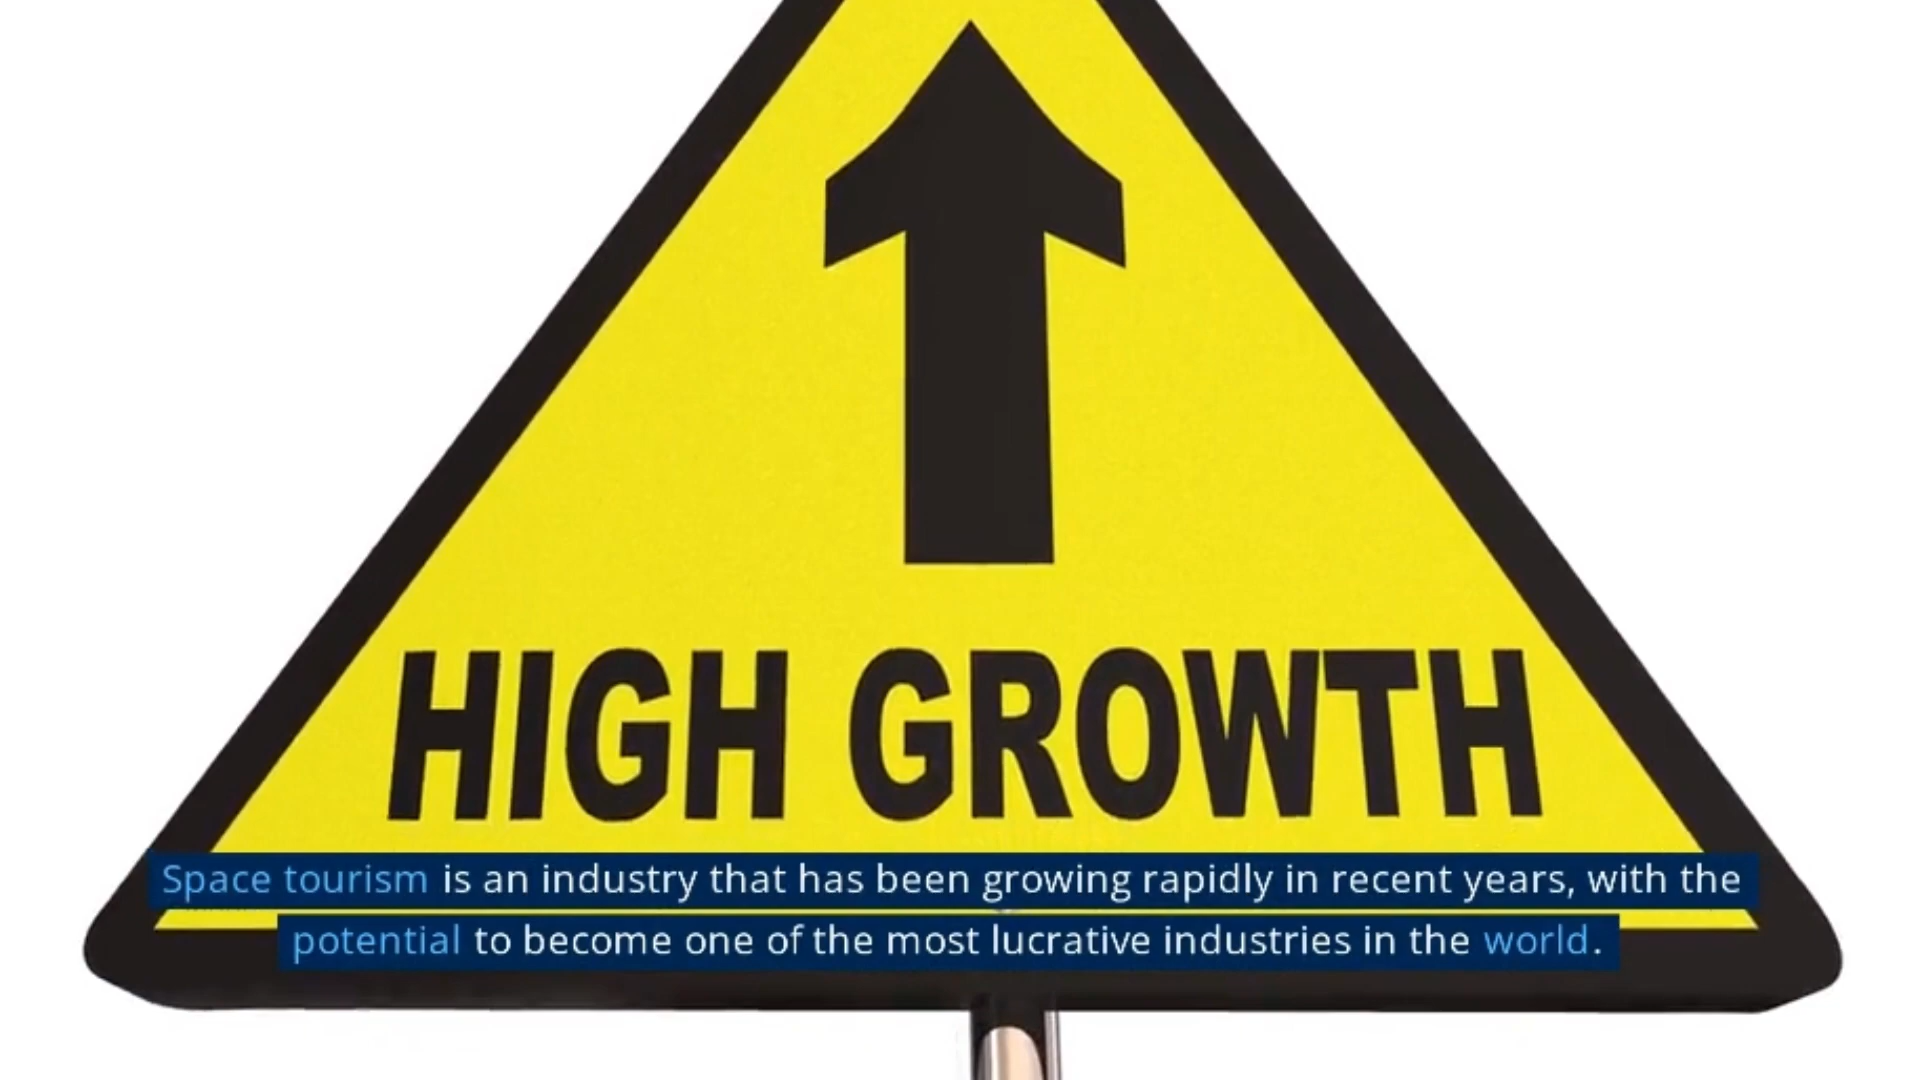 HIGH GROWTH
Space tourism is an industry that has been growing rapidly in recent years, with the
potential to become one of the most lucrative industries in the world.